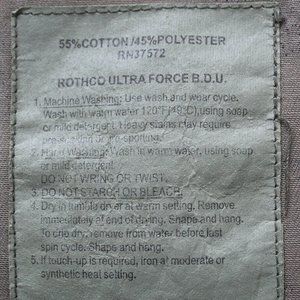 55%COTTON/45%POLYESTER
RN37572
ROTHCO ULTRA FORCE B.D.U.
1. Machine Washing: Use wash and wear cycle.
Wash with warm water 120°F(49°C),using soap
or mild detergent. Heavy stains may require
2. Hand Washing: Wash in warm water, using soap
or mild detergent.
DO NOT WRING OR TWIST.
3. DO NOT STARCH OR BLEACH.
4. Dry in tumble dryer at warm setting. Remove
immediately at end of drying. Shape and hang.
To line dry, remove from water before last
spin cycle. Shape and hang.
5. If touch-up is required, iron at moderate or
synthetic heat setting.